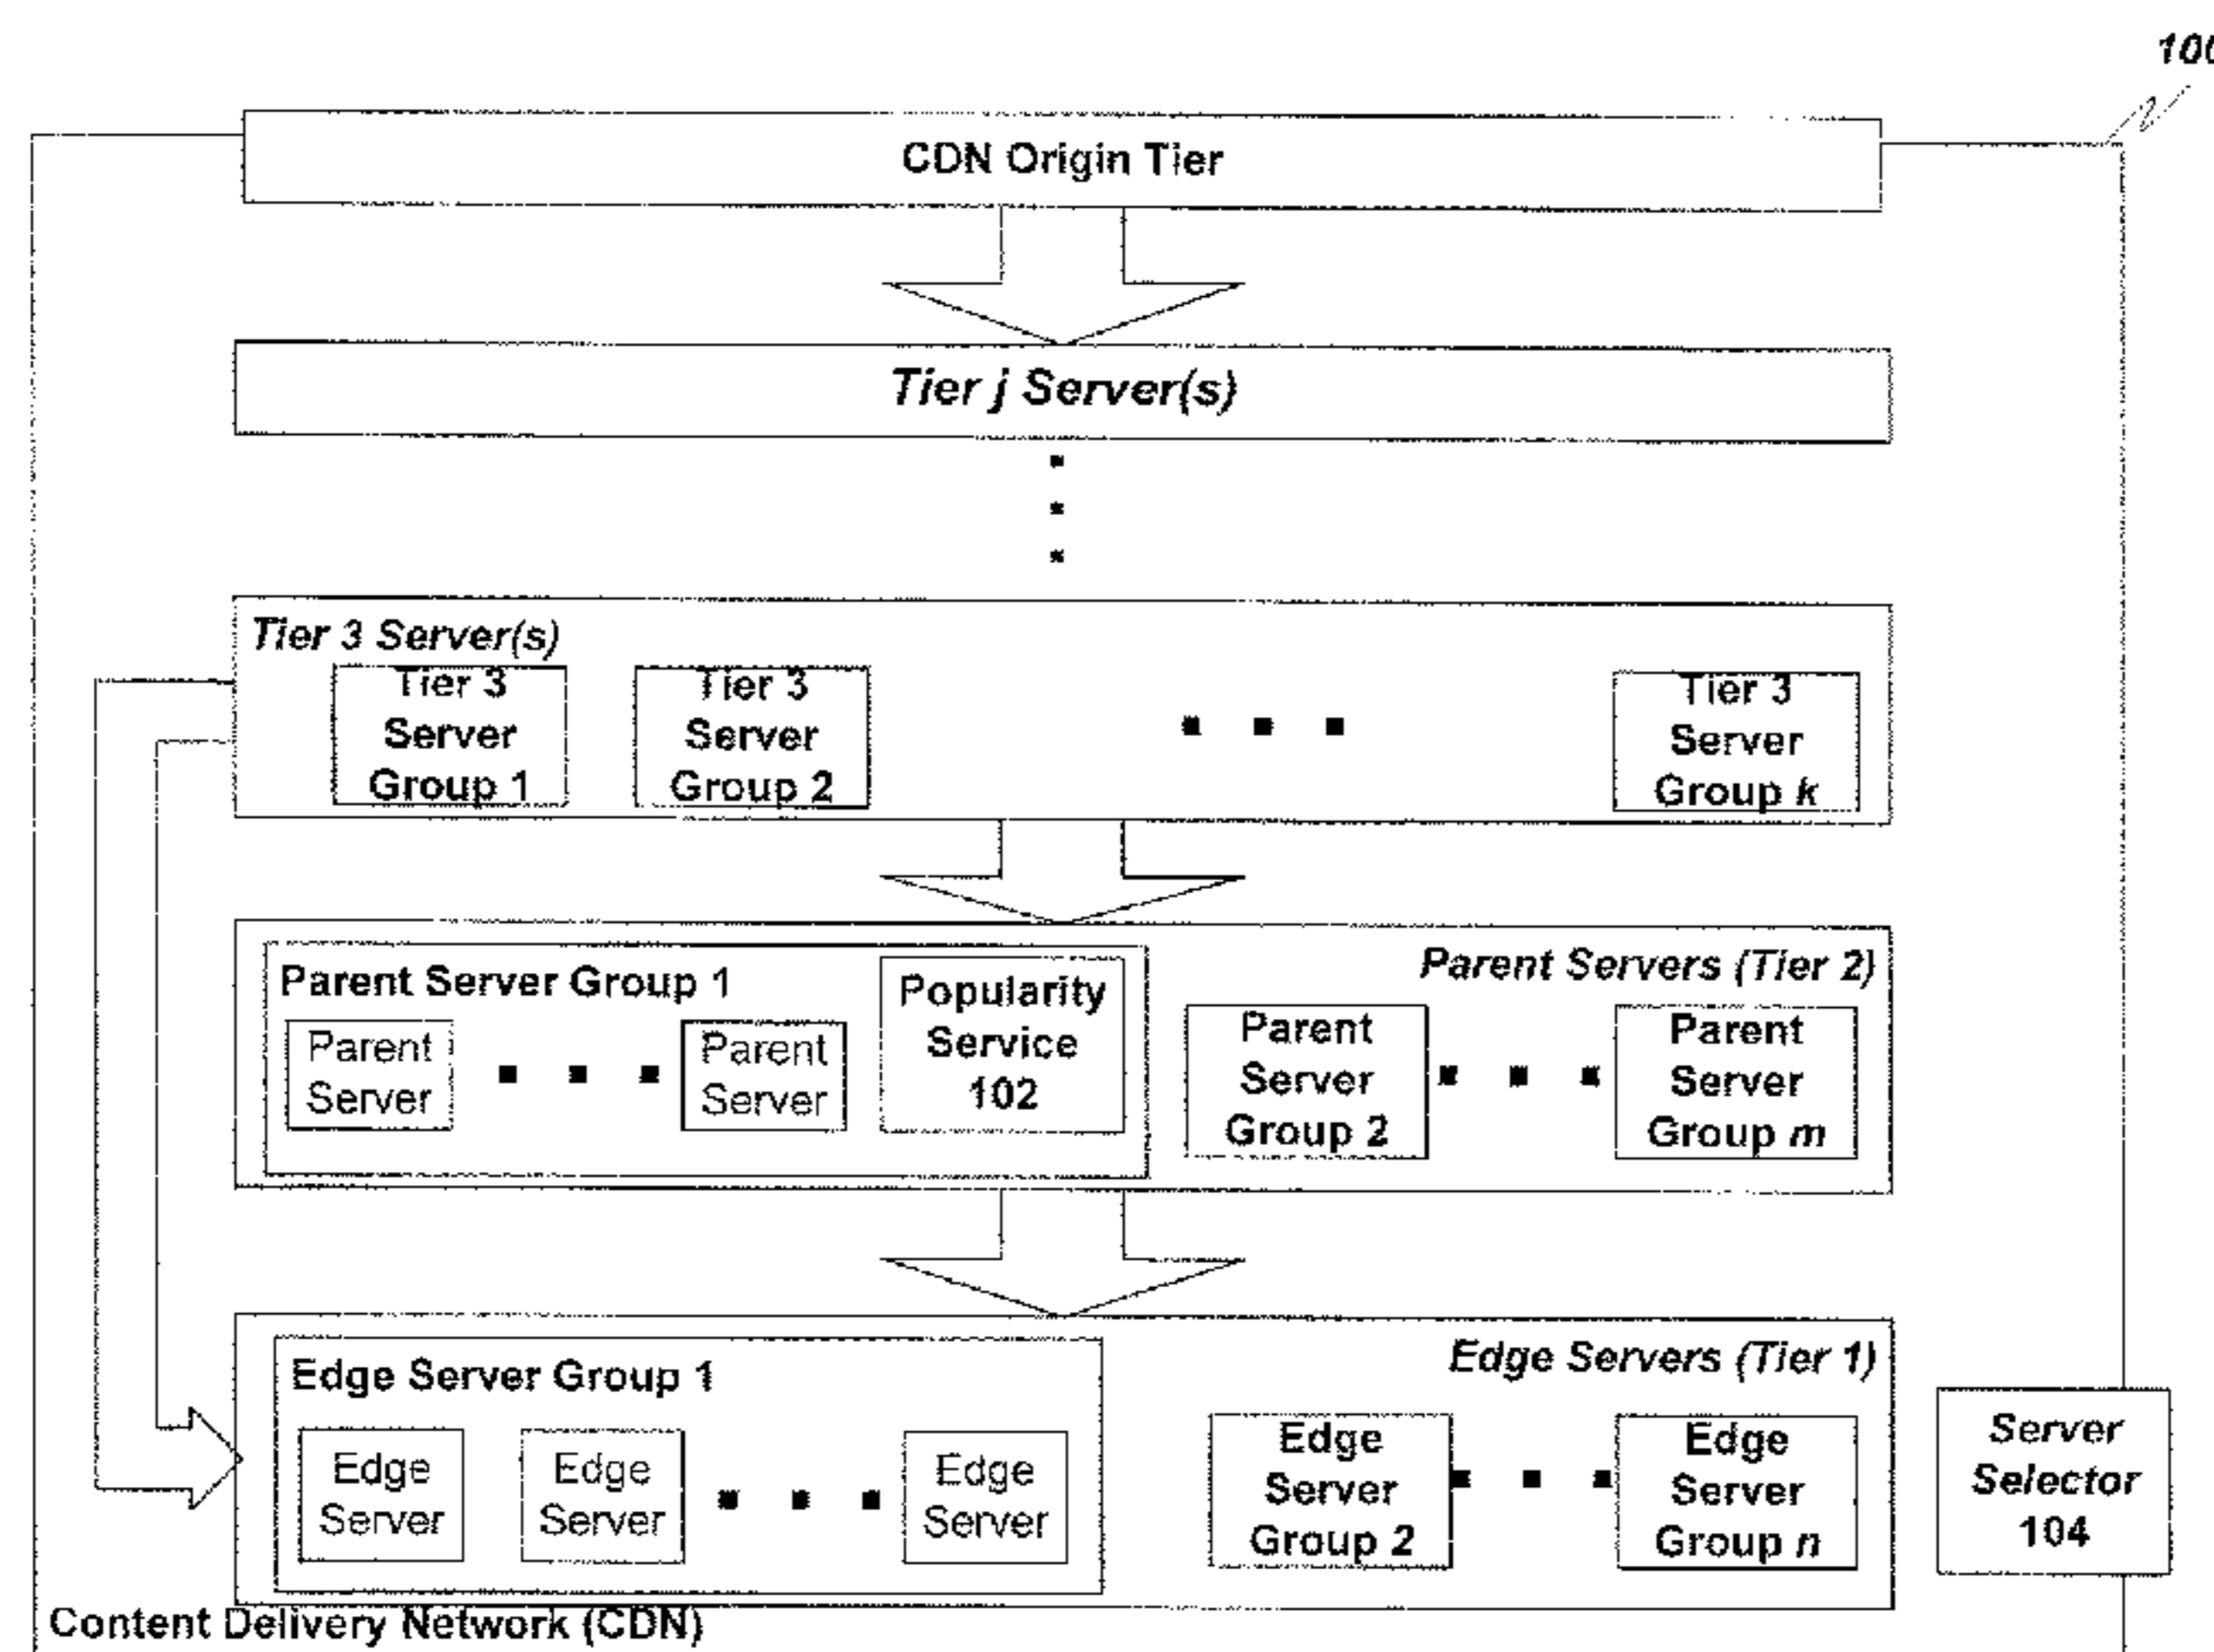 100
CDN Origin Tier
Tier j Server(s)
Tier 3 Server(s)
Tier 3
Server
Group 1
Tier 3
Server
Group 2
Tier 3
Server
Group k
Parent Servers (Tier 2)
Parent Server Group 1
Parent
Server
Parent
Server
Popularity
Service
102
Parent
Server
Group 2
Parent
Server
Group m
Edge Servers (Tier 1)
Edge Server Group 1
Edge
Server
Edge
Server
Edge
Server
Edge
Server
Group 2
Edge
Server
Group n
Server
Selector
104
Content Delivery Network (CDN)